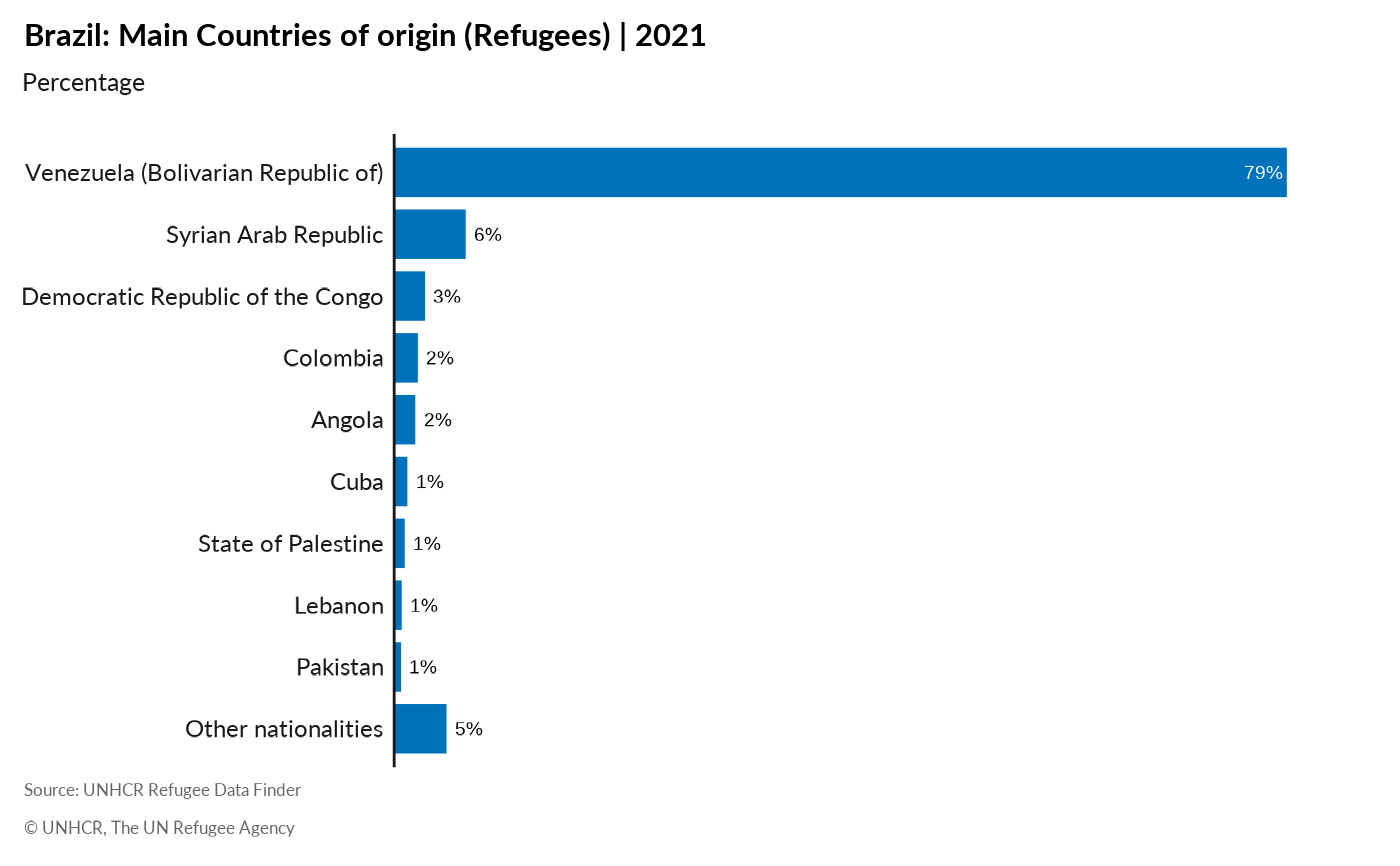 Brazil: Main Countries of origin (Refugees) | 2021
Percentage
Venezuela (Bolivarian Republic of) 79%
Syrian Arab Republic 6%
Democratic Republic of the Congo 3%
Colombia 2%
Angola 2%
Cuba 1%
State of Palestine 1%
Lebanon 1%
Pakistan 1%
Other nationalities 5%
Source: UNHCR Refugee Data Finder
© UNHCR, The UN Refugee Agency